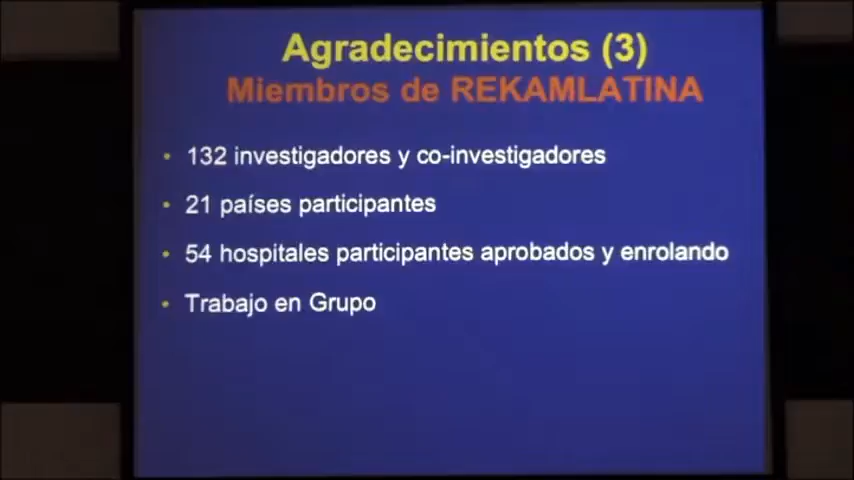 Agradecimientos (3)
Miembros de REKAMLATINA
• 132 investigadores y co-investigadores
• 21 países participantes
• 54 hospitales participantes aprobados y enrolando
• Trabajo en Grupo